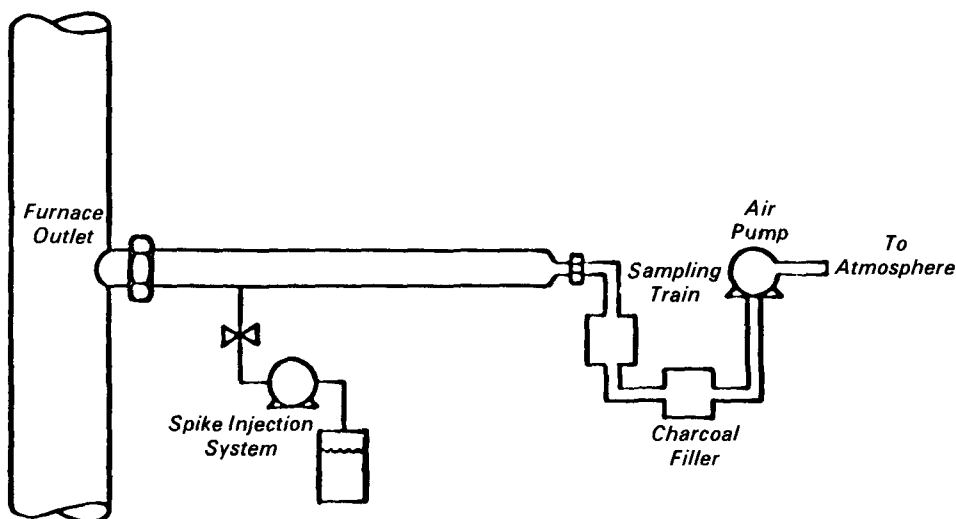 Furnace
Outlet
Air
Pump
To
Atmosphere
Sampling
Train
Spike Injection
System
Charcoal
Filler